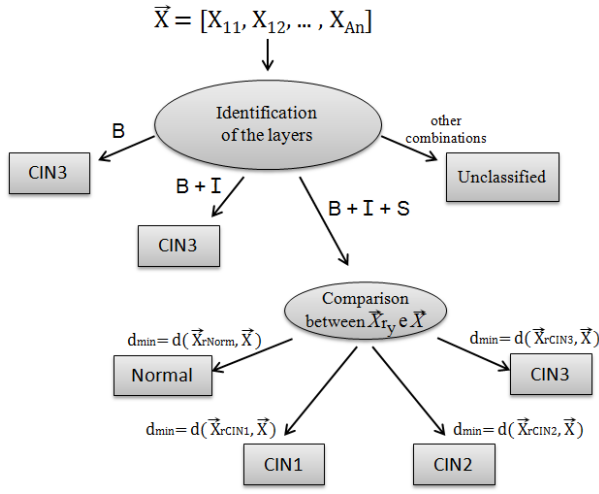 X⃗ = [X11, X12, ... , XAn]
Identification
of the layers
B
other
combinations
CIN3
Unclassified
B + I
B + I + S
CIN3
Comparison
between X⃗ry e X⃗
dmin= d(X⃗rNorm, X⃗)
dmin= d(X⃗rCIN3, X⃗)
Normal
CIN3
dmin= d(X⃗rCIN1, X⃗)
dmin= d(X⃗rCIN2, X⃗)
CIN1
CIN2